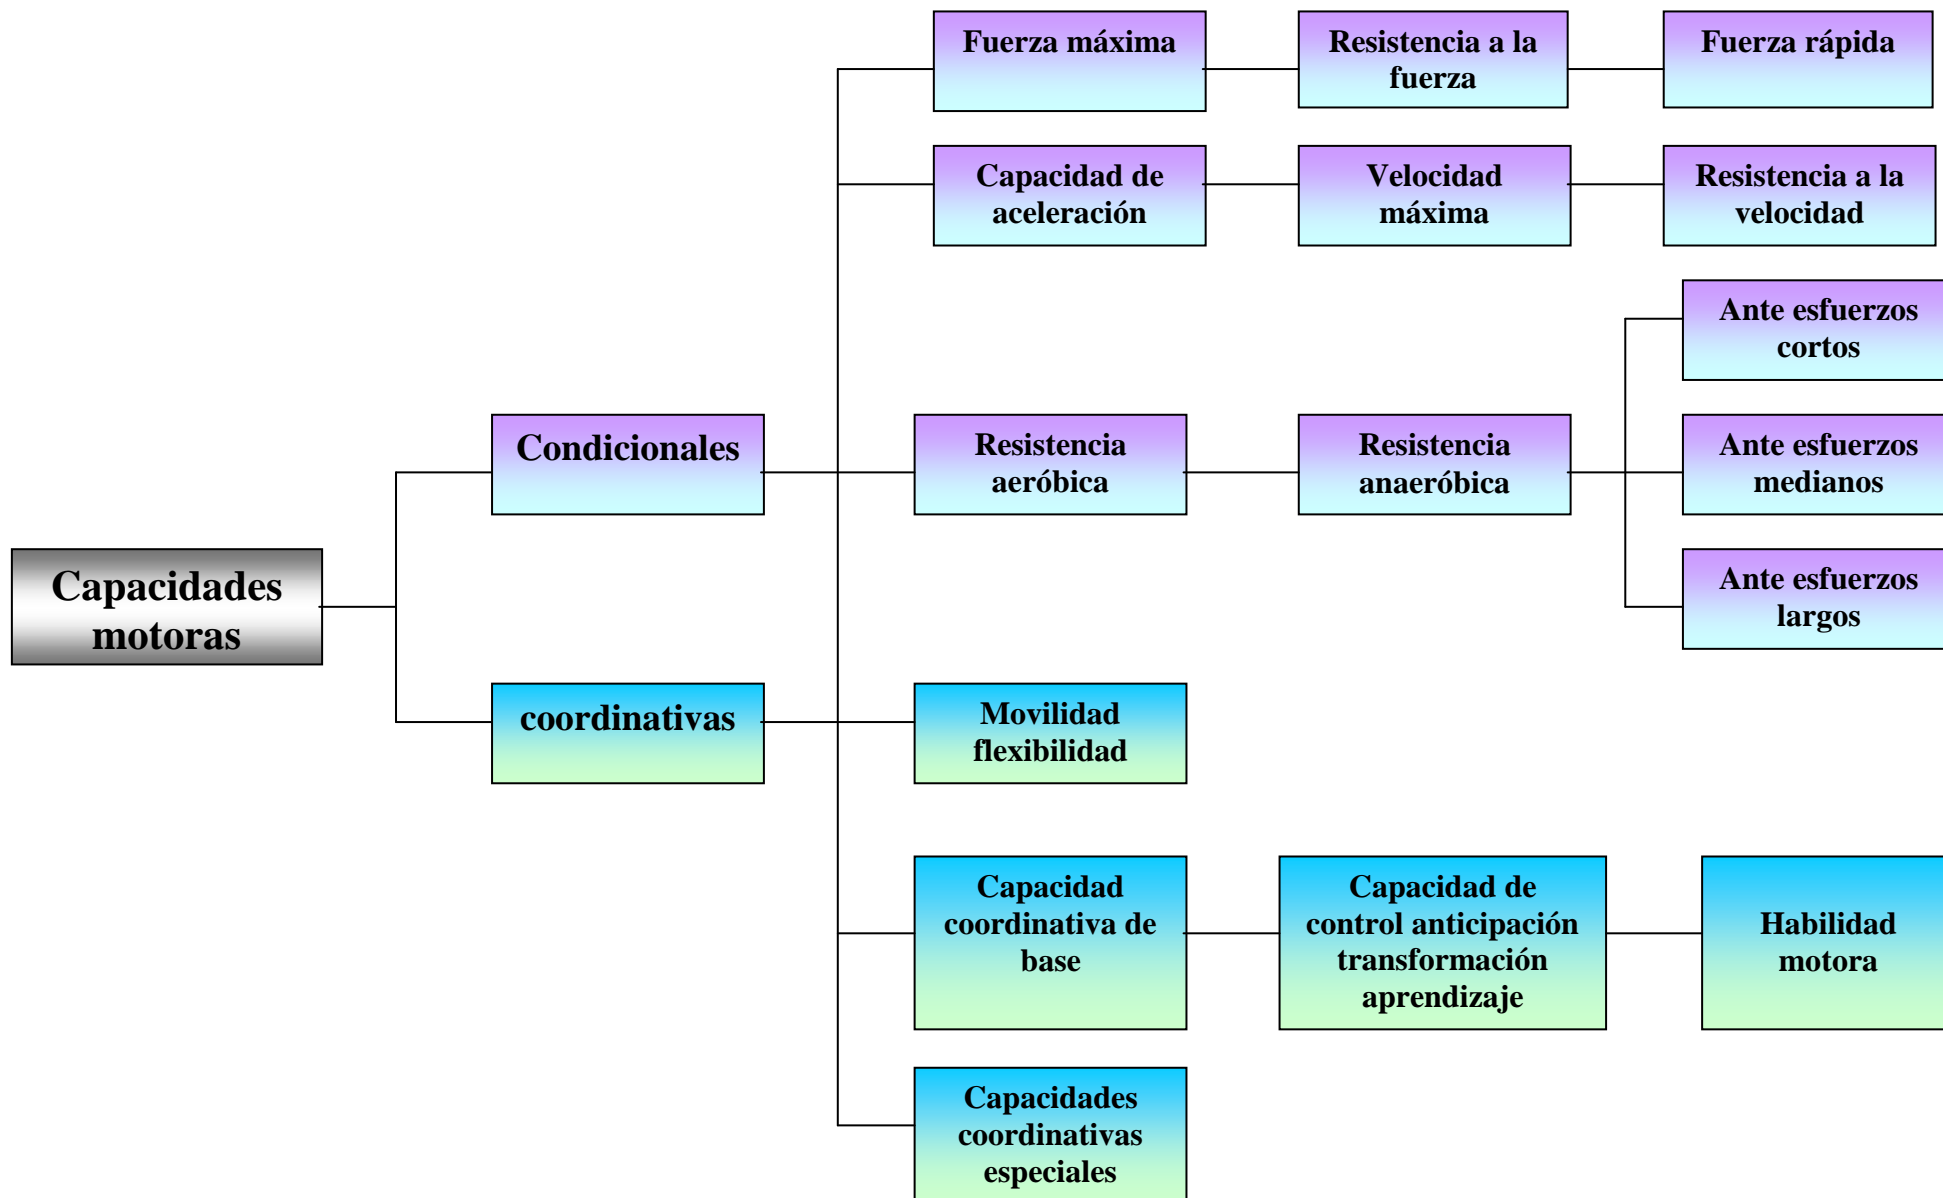 Fuerza máxima
Resistencia a la
fuerza
Fuerza rápida
Capacidad de
aceleración
Velocidad
máxima
Resistencia a la
velocidad
Ante esfuerzos
cortos
Condicionales
Resistencia
aeróbica
Resistencia
anaeróbica
Ante esfuerzos
medianos
Capacidades
motoras
Ante esfuerzos
largos
coordinativas
Movilidad
flexibilidad
Capacidad
coordinativa de
base
Capacidad de
control anticipación
transformación
aprendizaje
Habilidad
motora
Capacidades
coordinativas
especiales